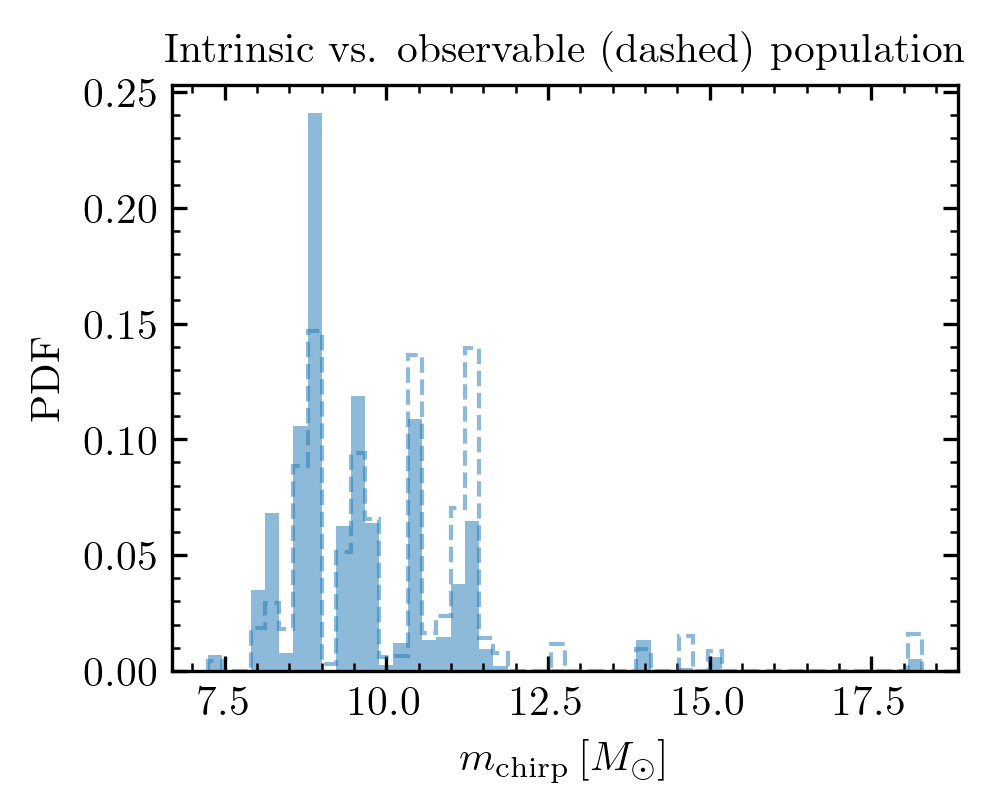 Intrinsic vs. observable (dashed) population
0.25
0.20
0.15
0.10
0.05
0.00
PDF
7.5 10.0 12.5 15.0 17.5
m_chirp [M_⊙]